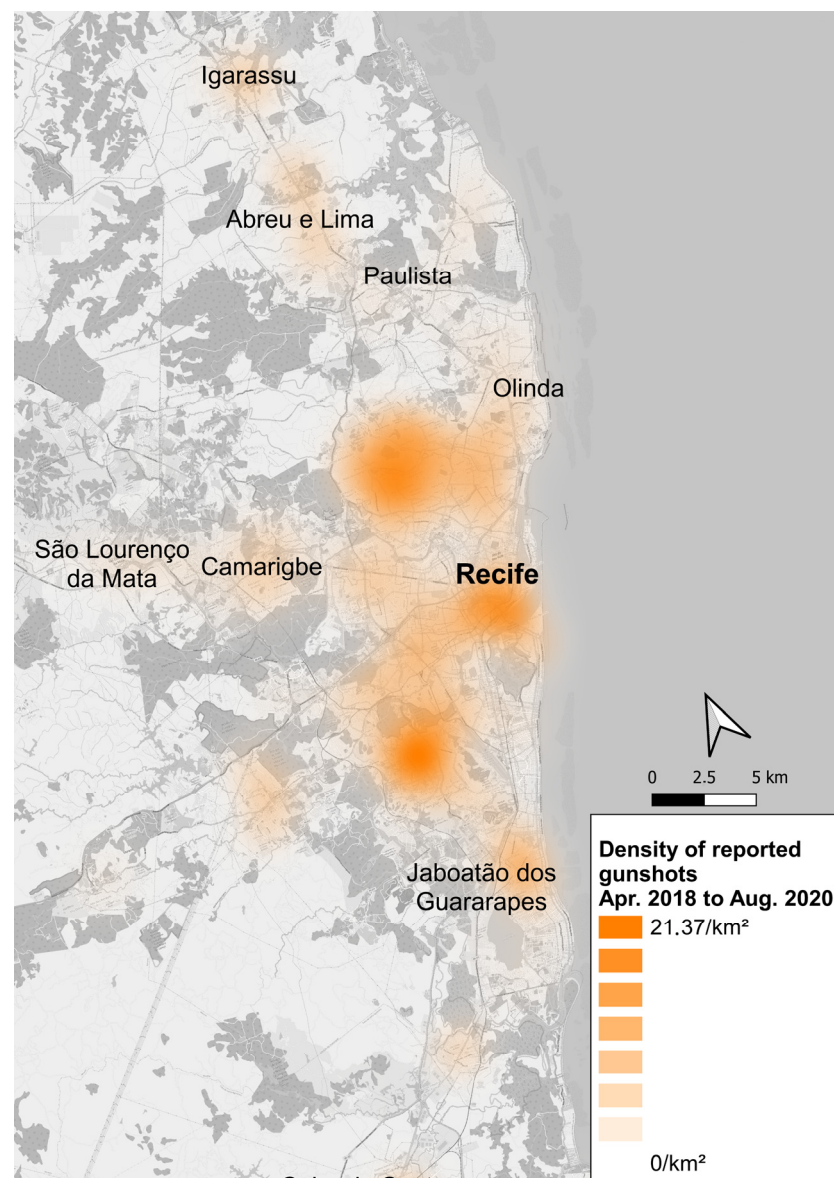 Igarassu
Abreu e Lima
Paulista
Olinda
São Lourenço
da Mata
Camarigbe
Recife
0 2.5 5 km
Jaboatão dos
Guararapes
Density of reported
gunshots
Apr. 2018 to Aug. 2020
21.37/km²
0/km²